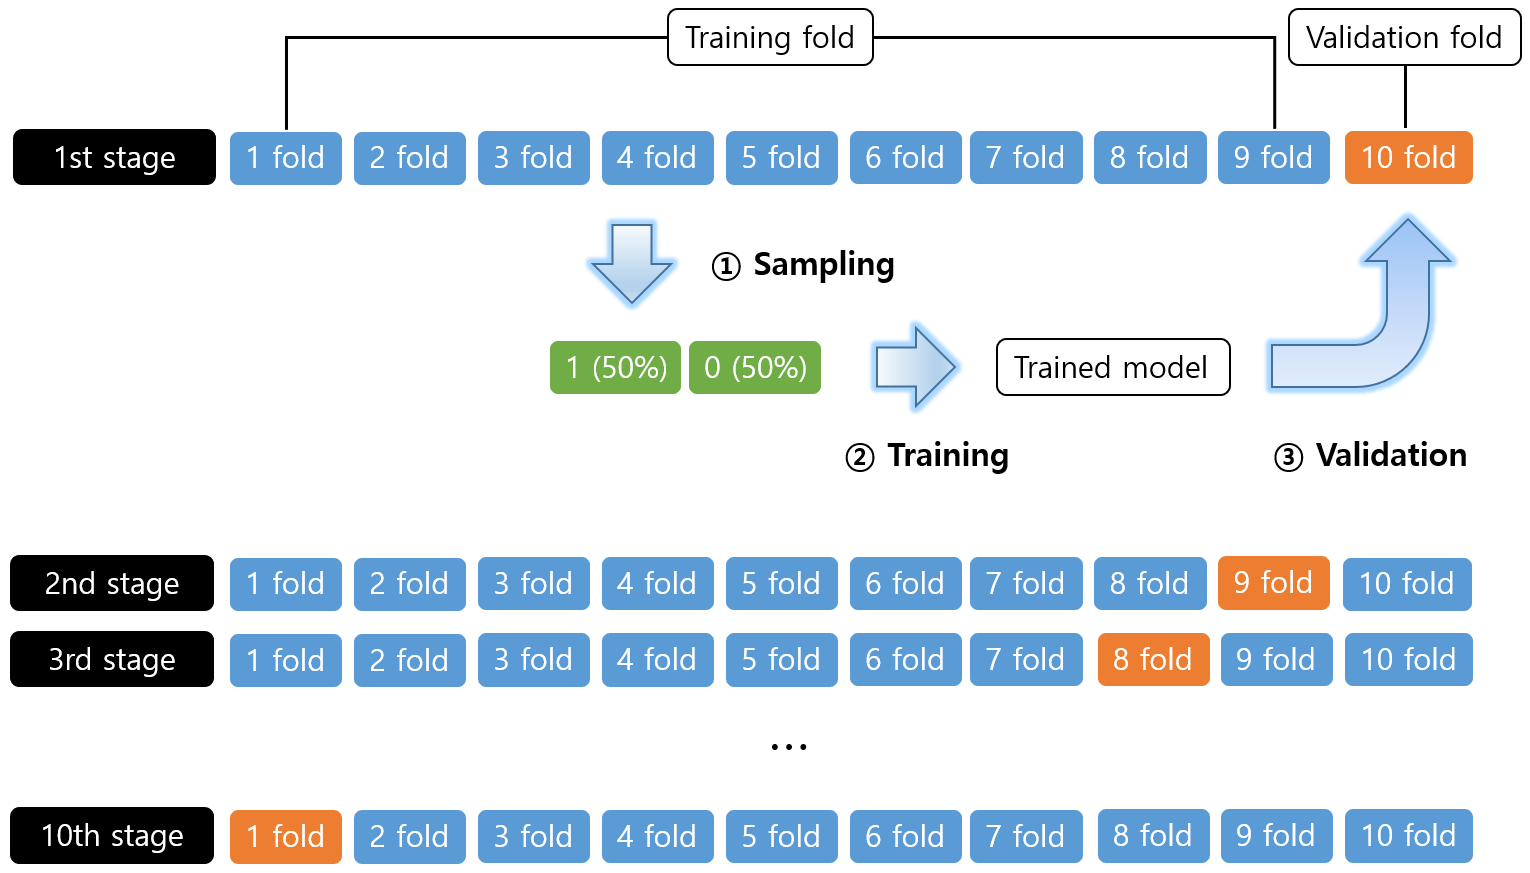 Training fold
Validation fold
1st stage 1 fold 2 fold 3 fold 4 fold 5 fold 6 fold 7 fold 8 fold 9 fold 10 fold
① Sampling
1 (50%) 0 (50%) Trained model
② Training ③ Validation
2nd stage 1 fold 2 fold 3 fold 4 fold 5 fold 6 fold 7 fold 8 fold 9 fold 10 fold
3rd stage 1 fold 2 fold 3 fold 4 fold 5 fold 6 fold 7 fold 8 fold 9 fold 10 fold
...
10th stage 1 fold 2 fold 3 fold 4 fold 5 fold 6 fold 7 fold 8 fold 9 fold 10 fold